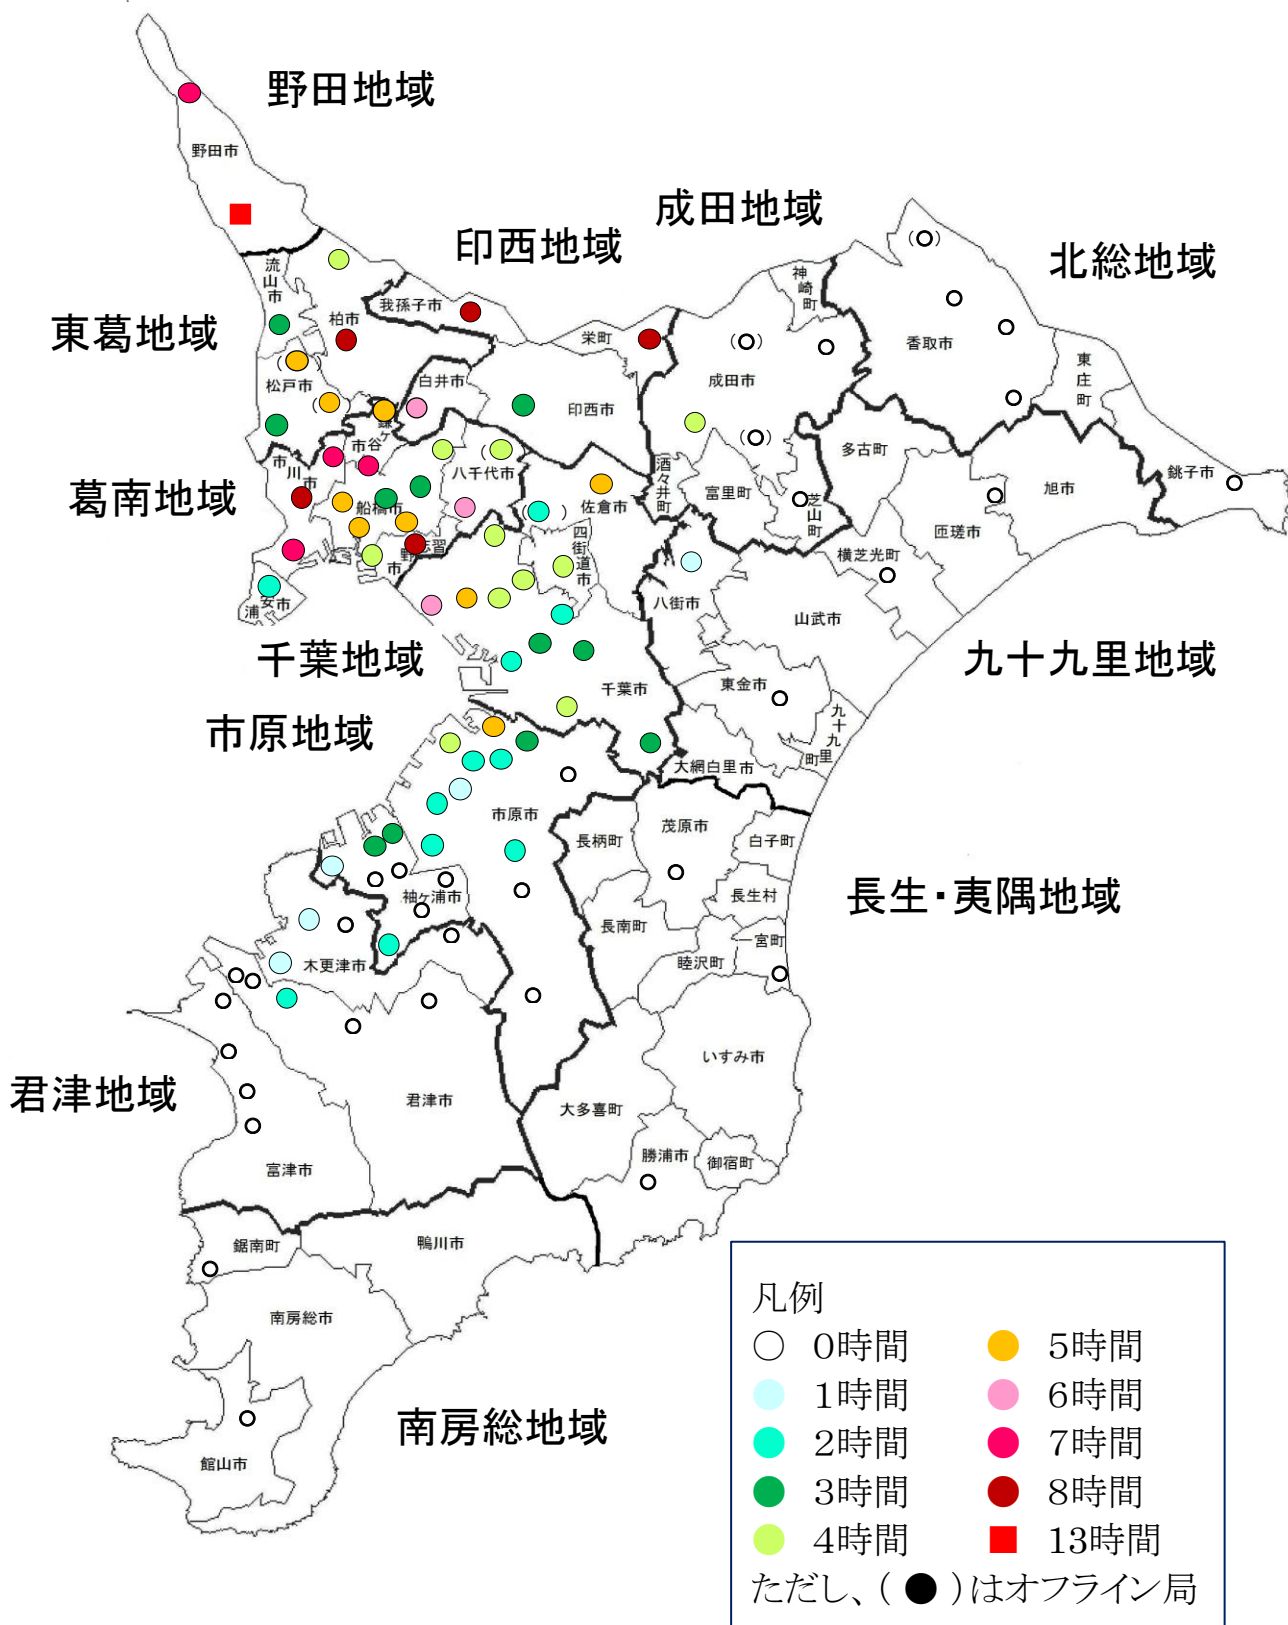 野田地域
野田市
成田地域
印西地域
北総地域
流山市
神崎町
我孫子市
東葛地域
柏市
栄町
香取市
東庄町
松戸市
白井市
成田市
印西市
鎌ヶ谷市
多古町
市川市
八千代市
酒々井町
銚子市
葛南地域
富里町
旭市
船橋市
佐倉市
芝山町
匝瑳市
習志野市
四街道市
横芝光町
浦安市
八街市
山武市
千葉地域
九十九里地域
千葉市
東金市
市原地域
九十九里町
大網白里市
市原市
長柄町
茂原市
白子町
袖ヶ浦市
長生村
長生・夷隅地域
長南町
一宮町
木更津市
睦沢町
いすみ市
君津地域
君津市
大多喜町
富津市
勝浦市
御宿町
鋸南町
鴨川市
南房総市
南房総地域
館山市
凡例
0時間
5時間
1時間
6時間
2時間
7時間
3時間
8時間
4時間
13時間
ただし、( ● )はオフライン局